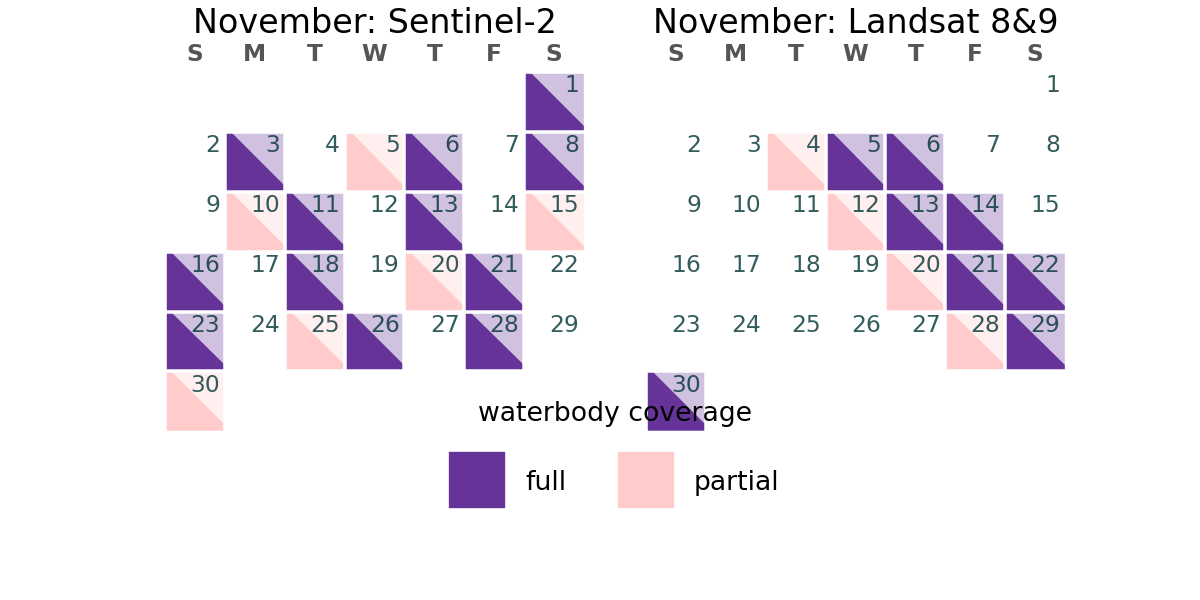 November: Sentinel-2
S M T W T F S
1
2 3 4 5 6 7 8
9 10 11 12 13 14 15
16 17 18 19 20 21 22
23 24 25 26 27 28 29
30
November: Landsat 8&9
S M T W T F S
1
2 3 4 5 6 7 8
9 10 11 12 13 14 15
16 17 18 19 20 21 22
23 24 25 26 27 28 29
30
waterbody coverage
full partial